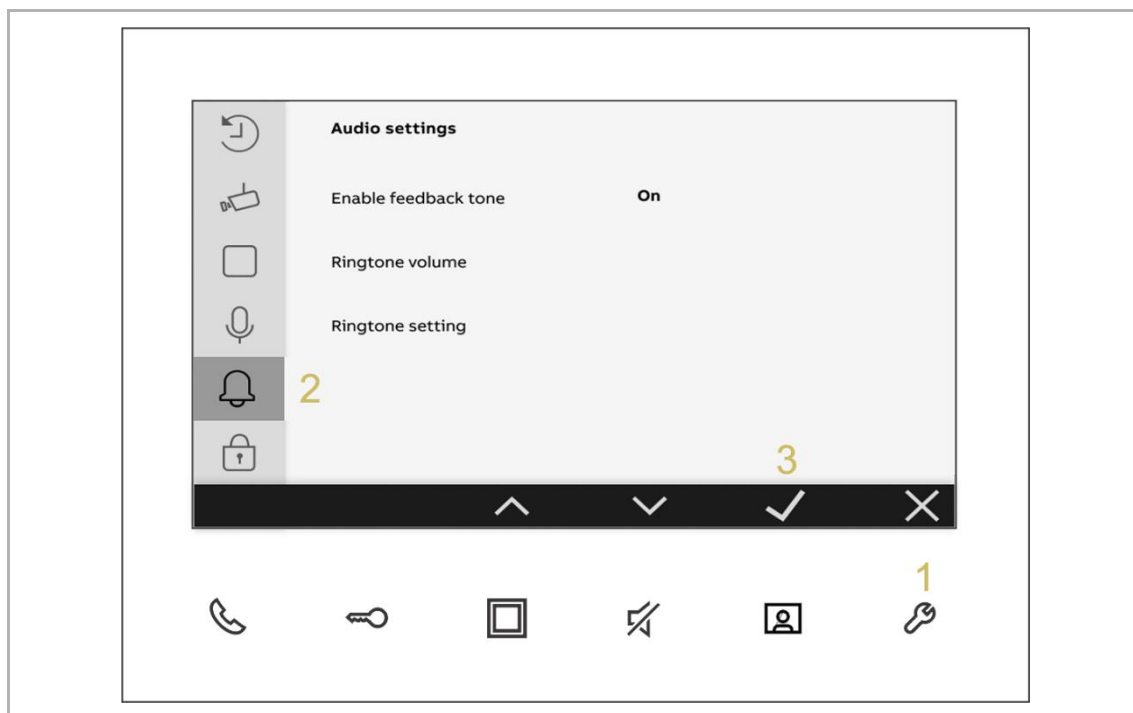 Audio settings
Enable feedback tone On
Ringtone volume
Ringtone setting
2
3
1